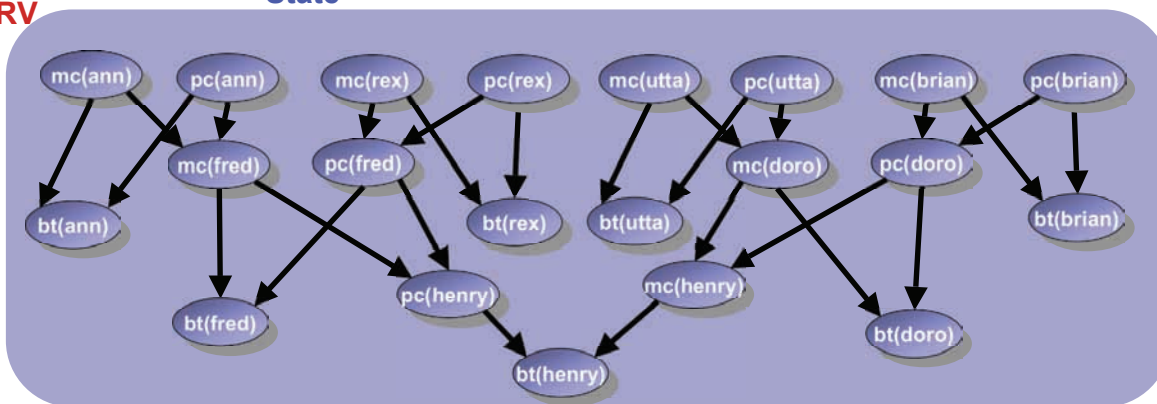 RV
State
mc(ann) pc(ann) mc(rex) pc(rex) mc(utta) pc(utta) mc(brian) pc(brian)
mc(fred) pc(fred) mc(doro) pc(doro)
bt(ann) bt(rex) bt(utta) bt(brian)
pc(henry) mc(henry)
bt(fred) bt(doro)
bt(henry)